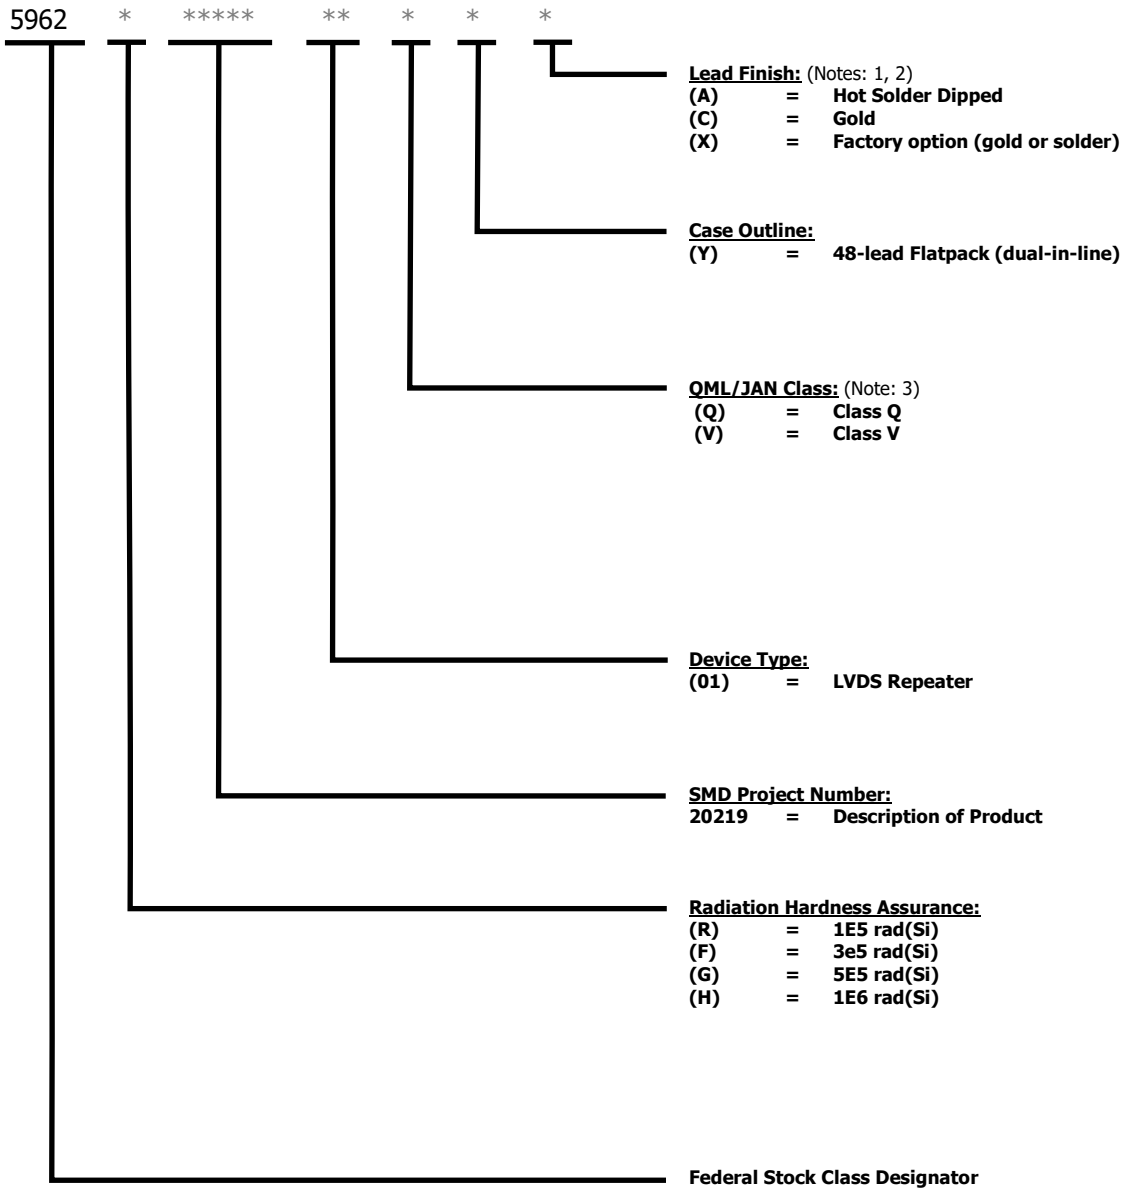 5962 * ***** ** * * *
Lead Finish: (Notes: 1, 2)
(A) = Hot Solder Dipped
(C) = Gold
(X) = Factory option (gold or solder)
Case Outline:
(Y) = 48-lead Flatpack (dual-in-line)
QML/JAN Class: (Note: 3)
(Q) = Class Q
(V) = Class V
Device Type:
(01) = LVDS Repeater
SMD Project Number:
20219 = Description of Product
Radiation Hardness Assurance:
(R) = 1E5 rad(Si)
(F) = 3e5 rad(Si)
(G) = 5E5 rad(Si)
(H) = 1E6 rad(Si)
Federal Stock Class Designator